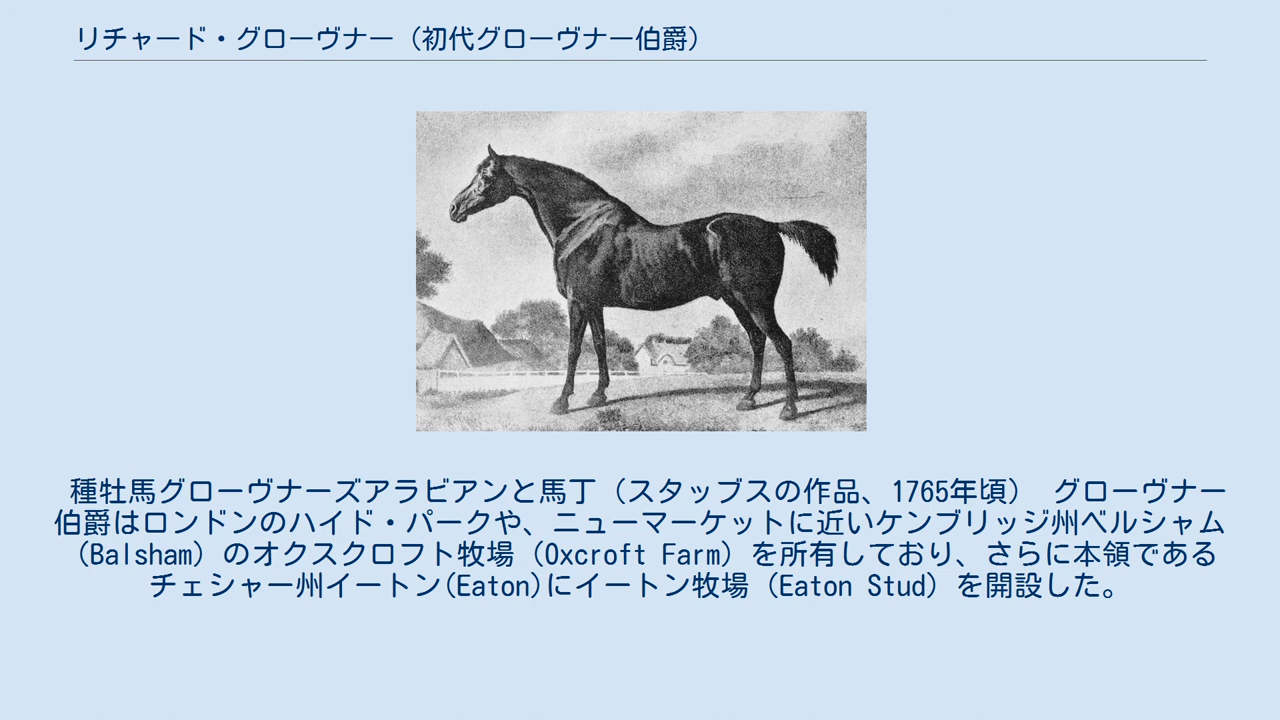 リチャード・グローヴナー（初代グローヴナー伯爵）
種牡馬グローヴナーズアラビアンと馬丁（スタッブスの作品、1765年頃） グローヴナー
伯爵はロンドンのハイド・パークや、ニューマーケットに近いケンブリッジ州ベルシャム
（Balsham）のオクスクロフト牧場（Oxcroft Farm）を所有しており、さらに本領である
チェシャー州イートン(Eaton)にイートン牧場（Eaton Stud）を開設した。